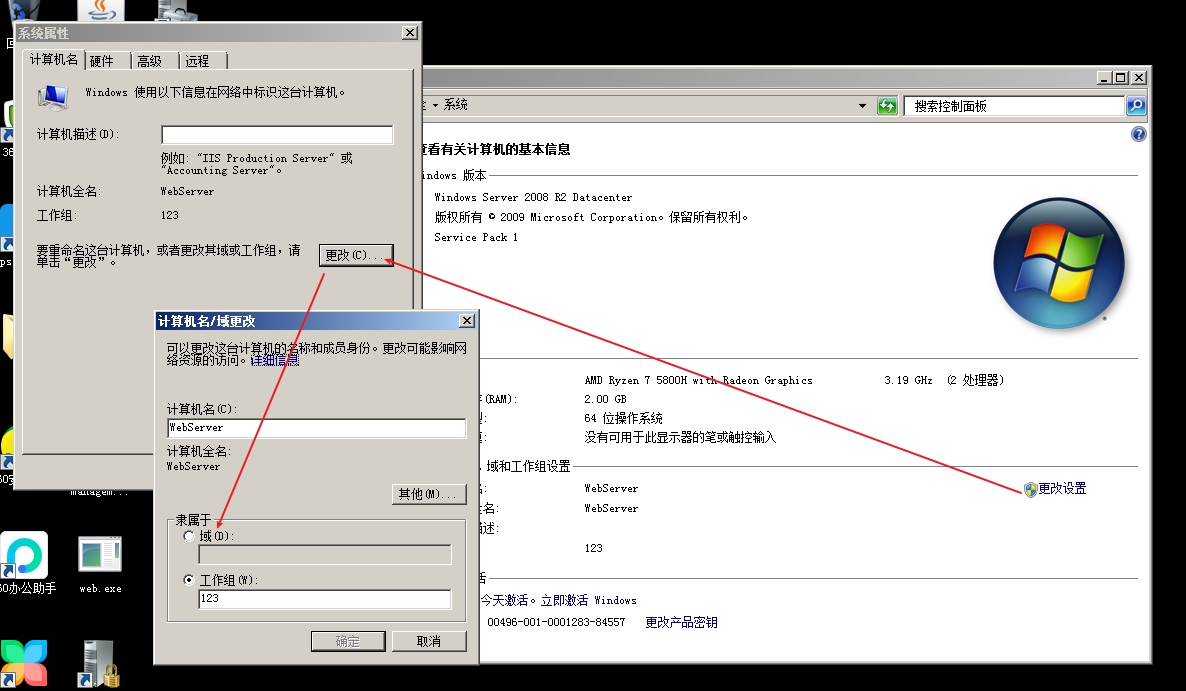 系统属性
计算机名 硬件 高级 远程
Windows 使用以下信息在网络中标识这台计算机。
计算机描述(D):
例如: "IIS Production Server" 或
"Accounting Server"。
计算机全名: WebServer
工作组: 123
要重命名这台计算机，或者更改其域或工作组，请
单击“更改”。
更改(C)...
计算机名/域更改
可以更改这台计算机的名称和成员身份。更改可能影响网
络资源的访问。详细信息
计算机名(C):
WebServer
计算机全名:
WebServer
其他(M)...
隶属于
域(D):
工作组(W):
123
确定 取消
系统
搜索控制面板
查看有关计算机的基本信息
indows 版本
Windows Server 2008 R2 Datacenter
版权所有 © 2009 Microsoft Corporation。保留所有权利。
Service Pack 1
AMD Ryzen 7 5800H with Radeon Graphics 3.19 GHz (2 处理器)
(RAM): 2.00 GB
64 位操作系统
没有可用于此显示器的笔或触控输入
、域和工作组设置
WebServer
更改设置
WebServer
123
今天激活。立即激活 Windows
00496-001-0001283-84557 更改产品密钥
managem...
60办公助手
web.exe